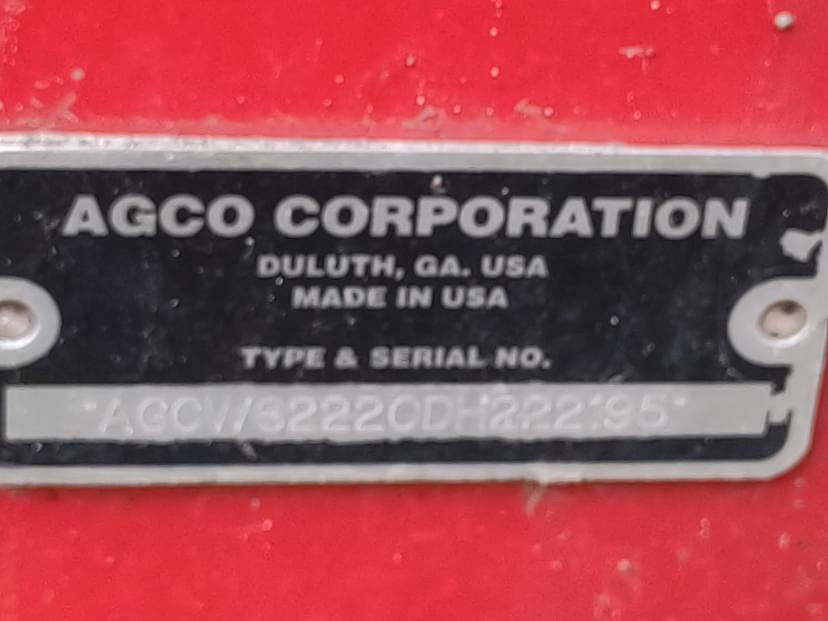 AGCO CORPORATION
DULUTH, GA. USA
MADE IN USA
TYPE & SERIAL NO.